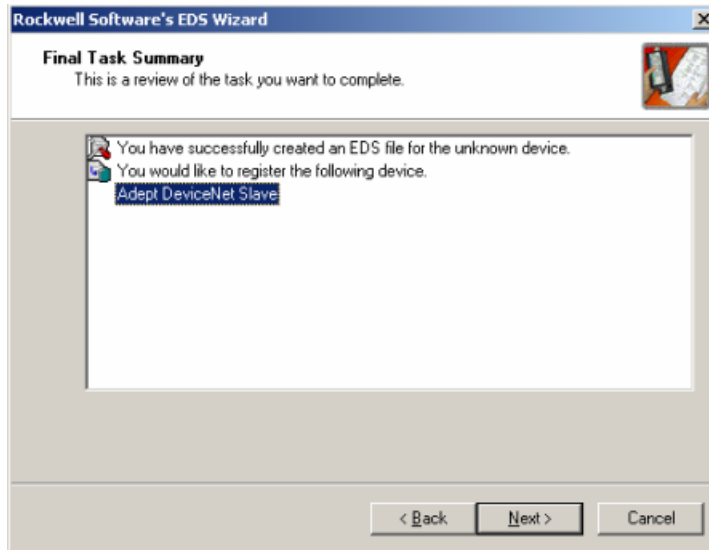 Rockwell Software's EDS Wizard
Final Task Summary
This is a review of the task you want to complete.
You have successfully created an EDS file for the unknown device.
You would like to register the following device.
Adept DeviceNet Slave
< Back
Next >
Cancel